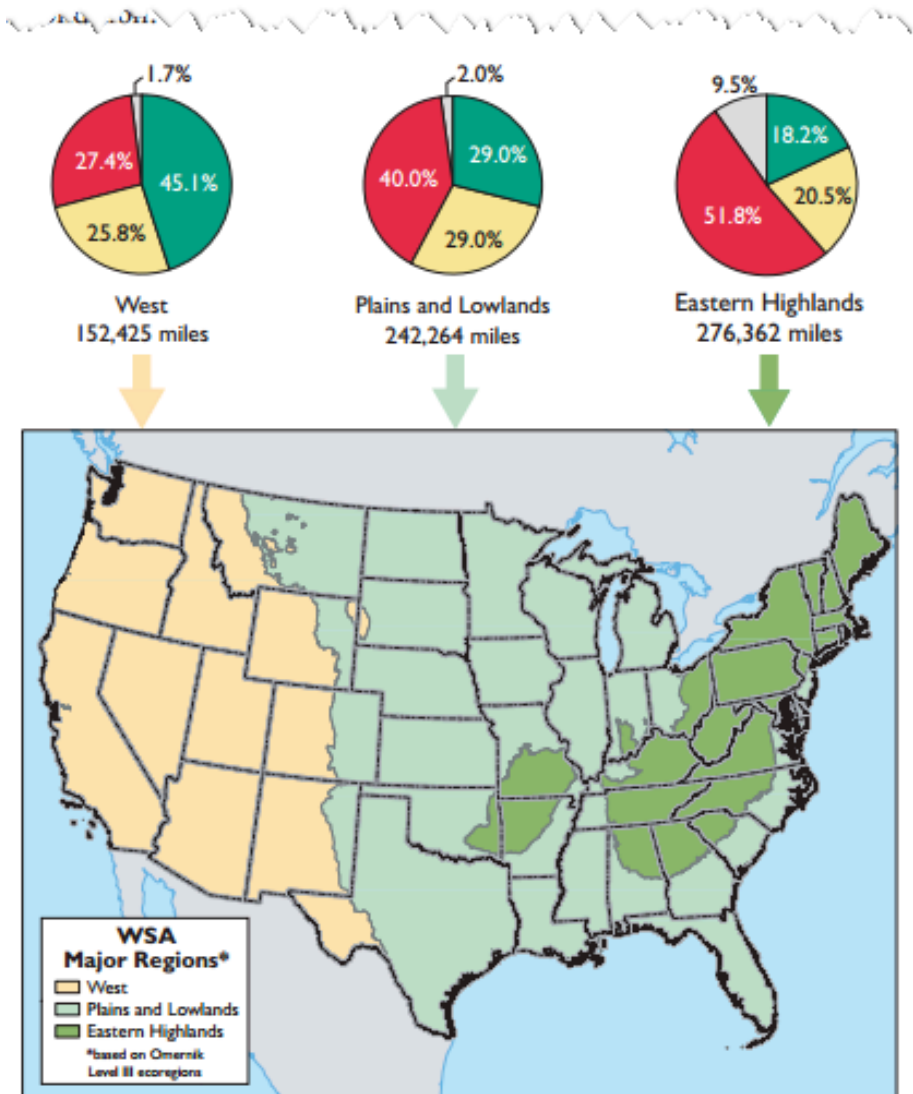 1.7%
27.4%
45.1%
25.8%
West
152,425 miles
2.0%
40.0%
29.0%
29.0%
Plains and Lowlands
242,264 miles
9.5%
18.2%
51.8%
20.5%
Eastern Highlands
276,362 miles
WSA
Major Regions*
West
Plains and Lowlands
Eastern Highlands
*based on Omernik
Level III ecoregions